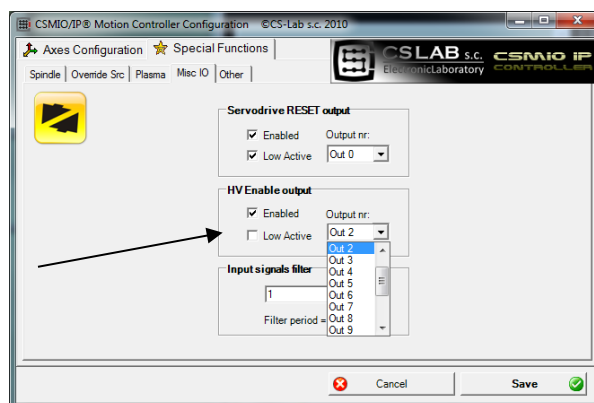 CSMIO/IP® Motion Controller Configuration ©CS-Lab s.c. 2010
Axes Configuration Special Functions
CSLAB s.c.
ElectronicLaboratory
CSMIO IP
CONTROLLER
Spindle Override Src Plasma Misc IO Other
Servodrive RESET output
Enabled Output nr:
Low Active Out 0
HV Enable output
Enabled Output nr:
Low Active Out 2
Out 2
Out 3
Out 4
Out 5
Out 6
Out 7
Out 8
Out 9
Input signals filter
1
Filter period =
Cancel Save